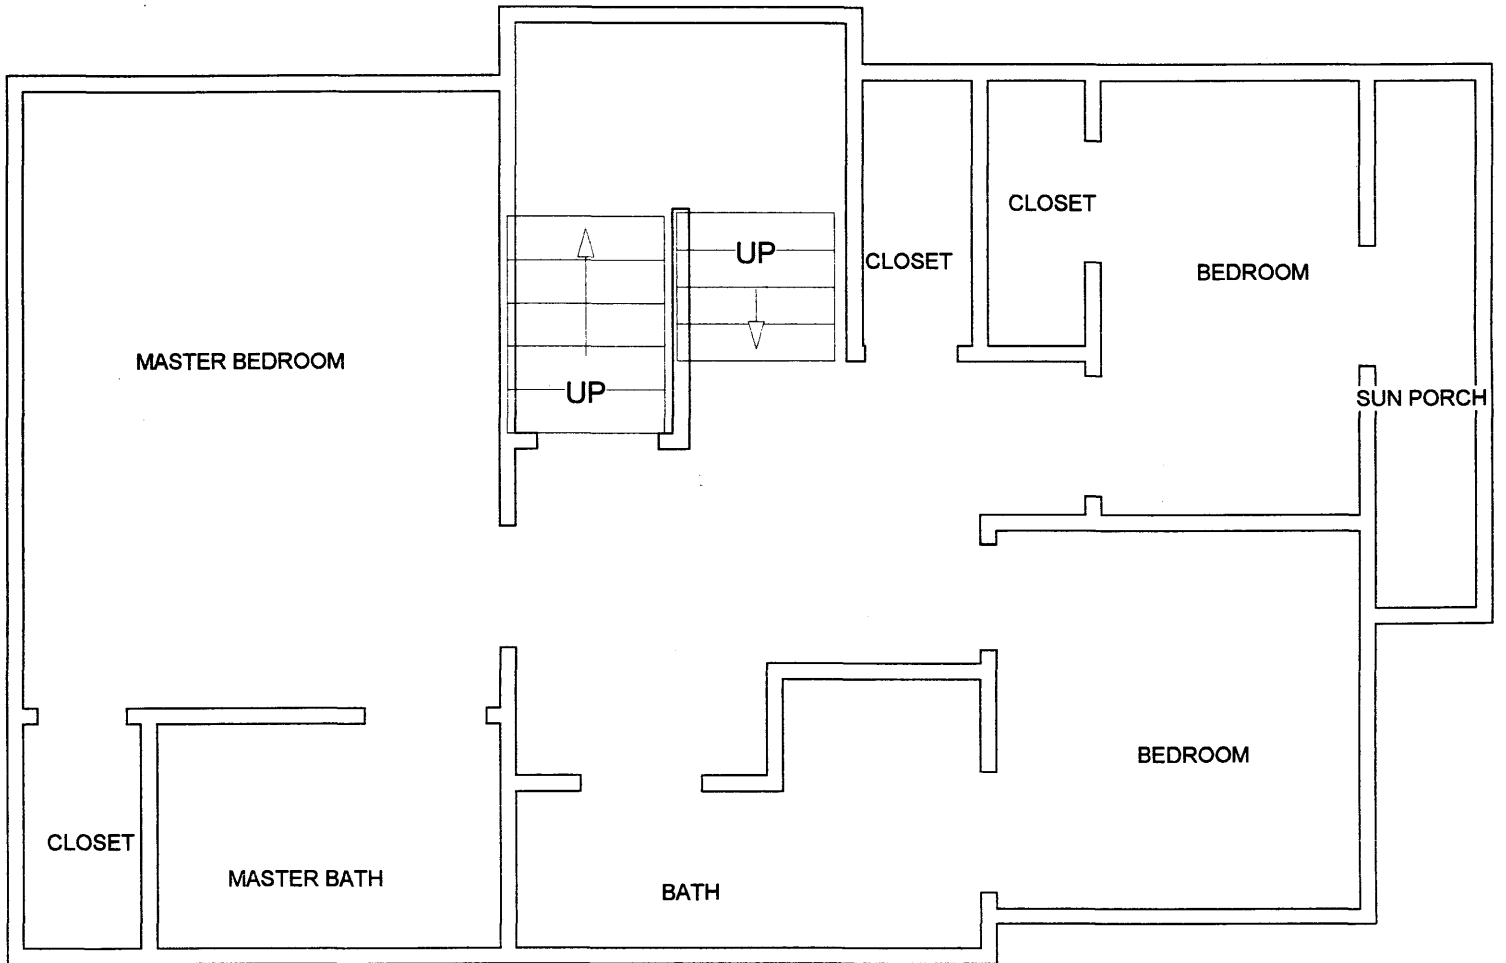 CLOSET
UP
CLOSET
BEDROOM
MASTER BEDROOM
UP
SUN PORCH
BEDROOM
CLOSET
MASTER BATH
BATH